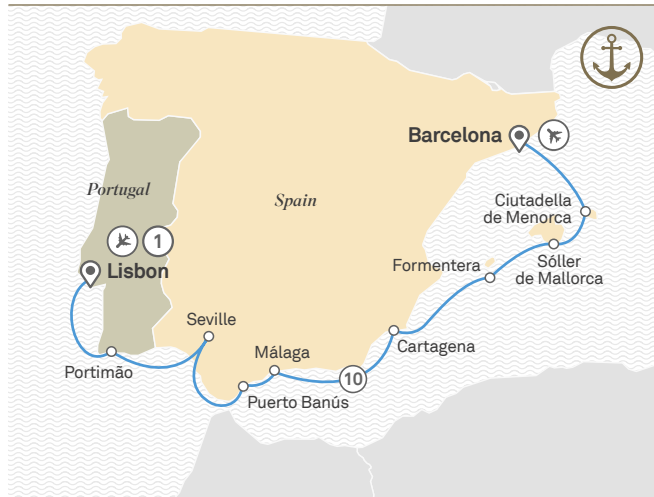 Barcelona
Portugal
Spain
Ciutadella
de Menorca
1
Lisbon
Formentera
Sóller
de Mallorca
Seville
Cartagena
Málaga
Portimão
10
Puerto Banús